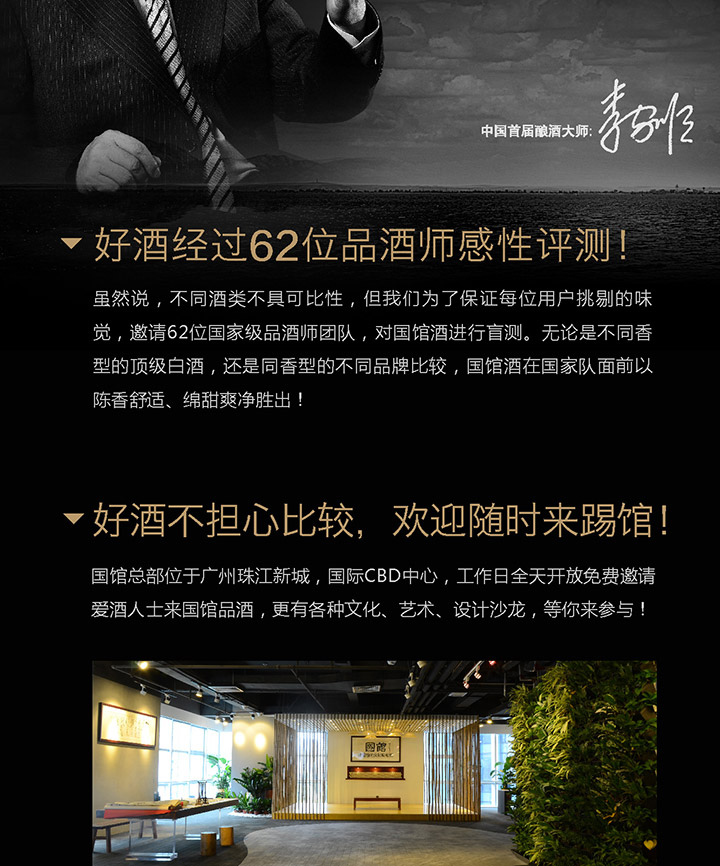 中国首届酿酒大师:
好酒经过62位品酒师感性评测！
虽然说，不同酒类不具可比性，但我们为了保证每位用户挑剔的味
觉，邀请62位国家级品酒师团队，对国馆酒进行盲测。无论是不同香
型的顶级白酒，还是同香型的不同品牌比较，国馆酒在国家队面前以
陈香舒适、绵甜爽净胜出！
好酒不担心比较，欢迎随时来踢馆！
国馆总部位于广州珠江新城，国际CBD中心，工作日全天开放免费邀请
爱酒人士来国馆品酒，更有各种文化、艺术、设计沙龙，等你来参与！
國館